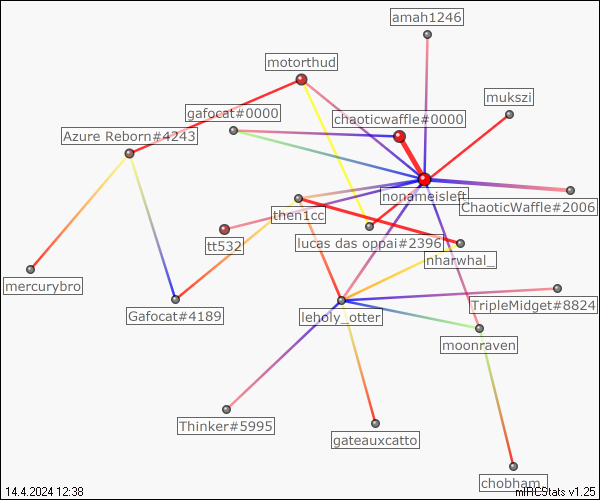 amah1246
motorthud
mukszi
gafocat#0000
chaoticwaffle#0000
Azure Reborn#4243
nonameisleft
ChaoticWaffle#2006
then1cc
tt532
lucas das oppai#2396
nharwhal_
mercurybro
Gafocat#4189
leholy_otter
TripleMidget#8824
moonraven
Thinker#5995
gateauxcatto
chobham_
14.4.2024 12:38
mIRCStats v1.25